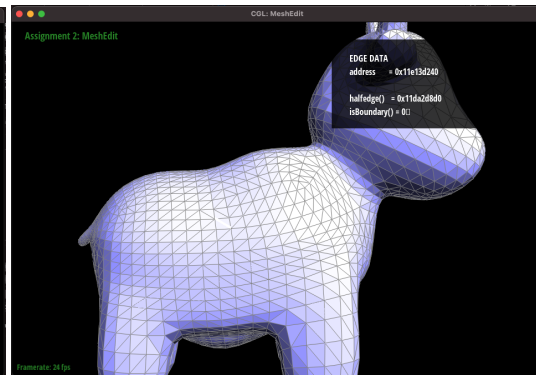 CGL: MeshEdit
Assignment 2: MeshEdit
EDGE DATA
address = 0x11e13d240
halfedge() = 0x11da2d8d0
isBoundary() = 0▯
Framerate: 24 fps